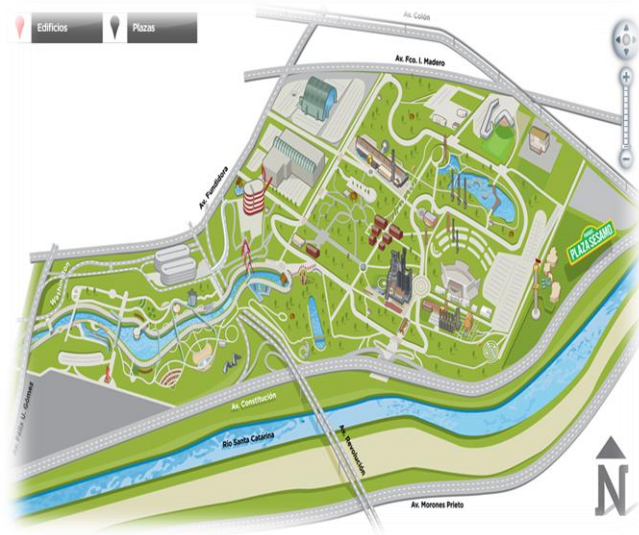 Edificios
Plazas
Av. Colón
Av. Fco. I. Madero
Av. Fundidora
Washington
PLAZA SESAMO
Av. Félix U. Gómez
Av. Constitución
Río Santa Catarina
Av. Revolución
Av. Morones Prieto
N